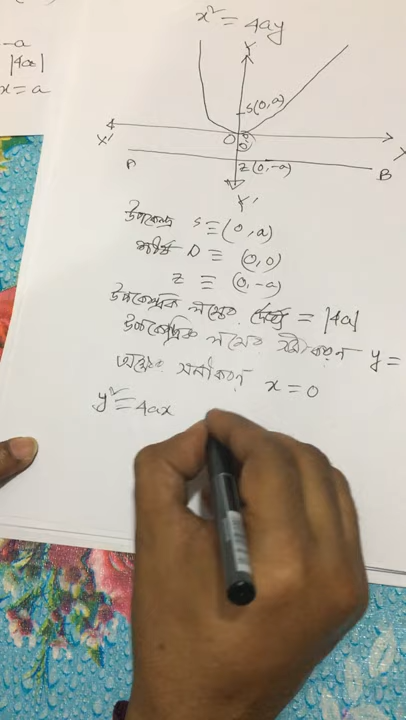 -a
|4a|
x = a
x² = 4ay
Y
S(0,a)
X' O
A Z(0,-a) B
Y'
উপকেন্দ্র S ≡ (0,a)
(0,0)
Z ≡ (0,-a)
উপকেন্দ্রিক লম্বের = |4a|
উপকেন্দ্রিক লম্বের সমীকরণ y =
অক্ষের সমীকরণ x = 0
y² = 4ax